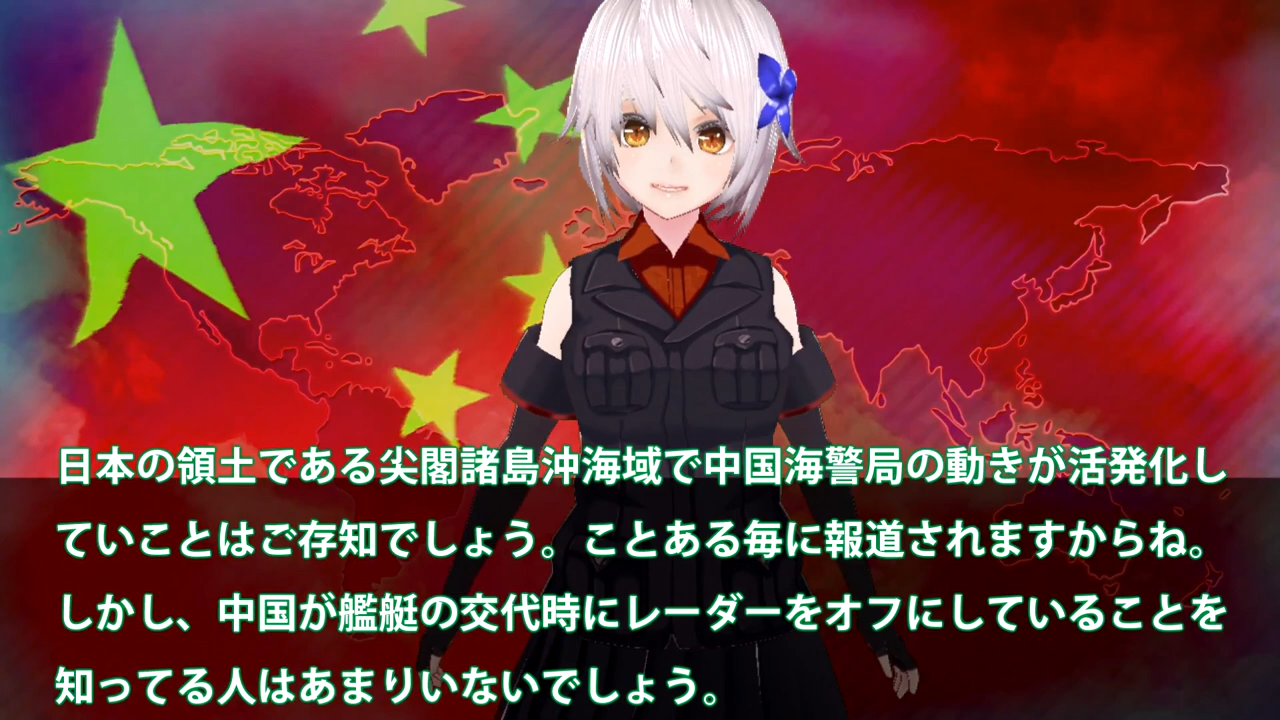 日本の領土である尖閣諸島沖海域で中国海警局の動きが活発化し
ていことはご存知でしょう。ことある毎に報道されますからね。
しかし、中国が艦艇の交代時にレーダーをオフにしていることを
知ってる人はあまりいないでしょう。